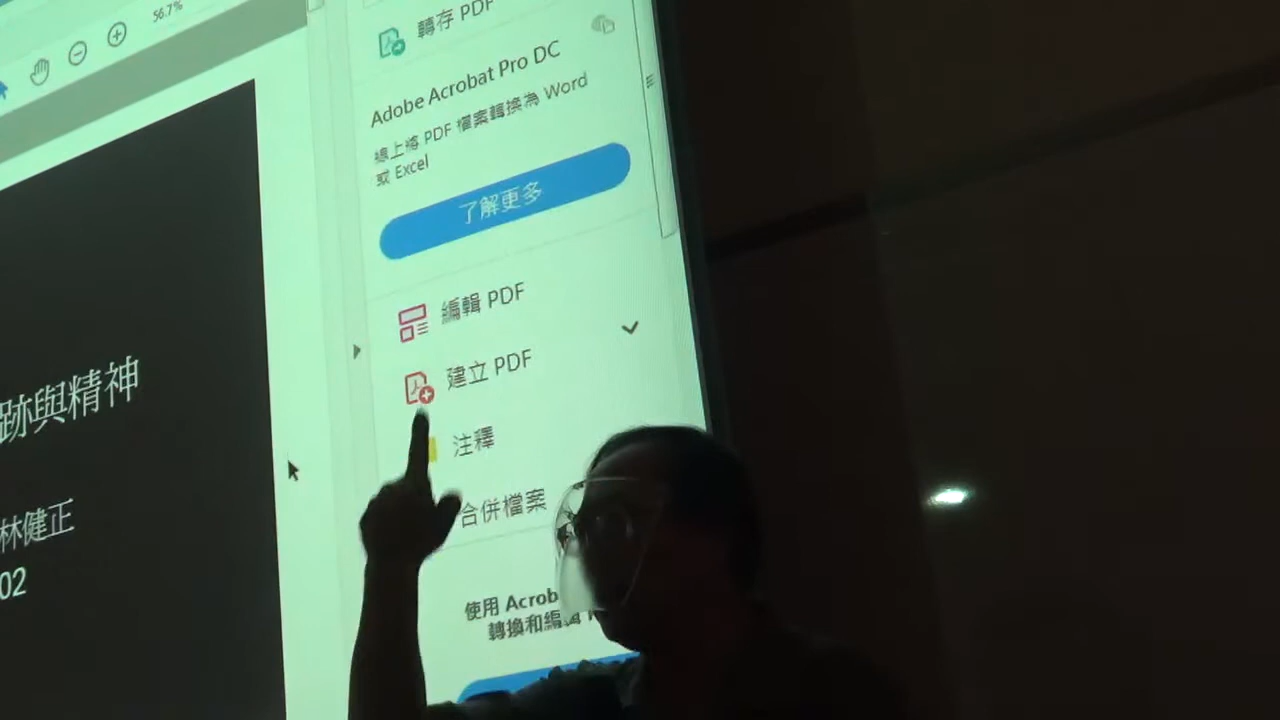 56.7%
轉存 PDF
Adobe Acrobat Pro DC
線上將 PDF 檔案轉換為 Word
或 Excel
了解更多
編輯 PDF
建立 PDF
注釋
合併檔案
使用 Acrob
轉換和編輯
跡與精神
林健正
02